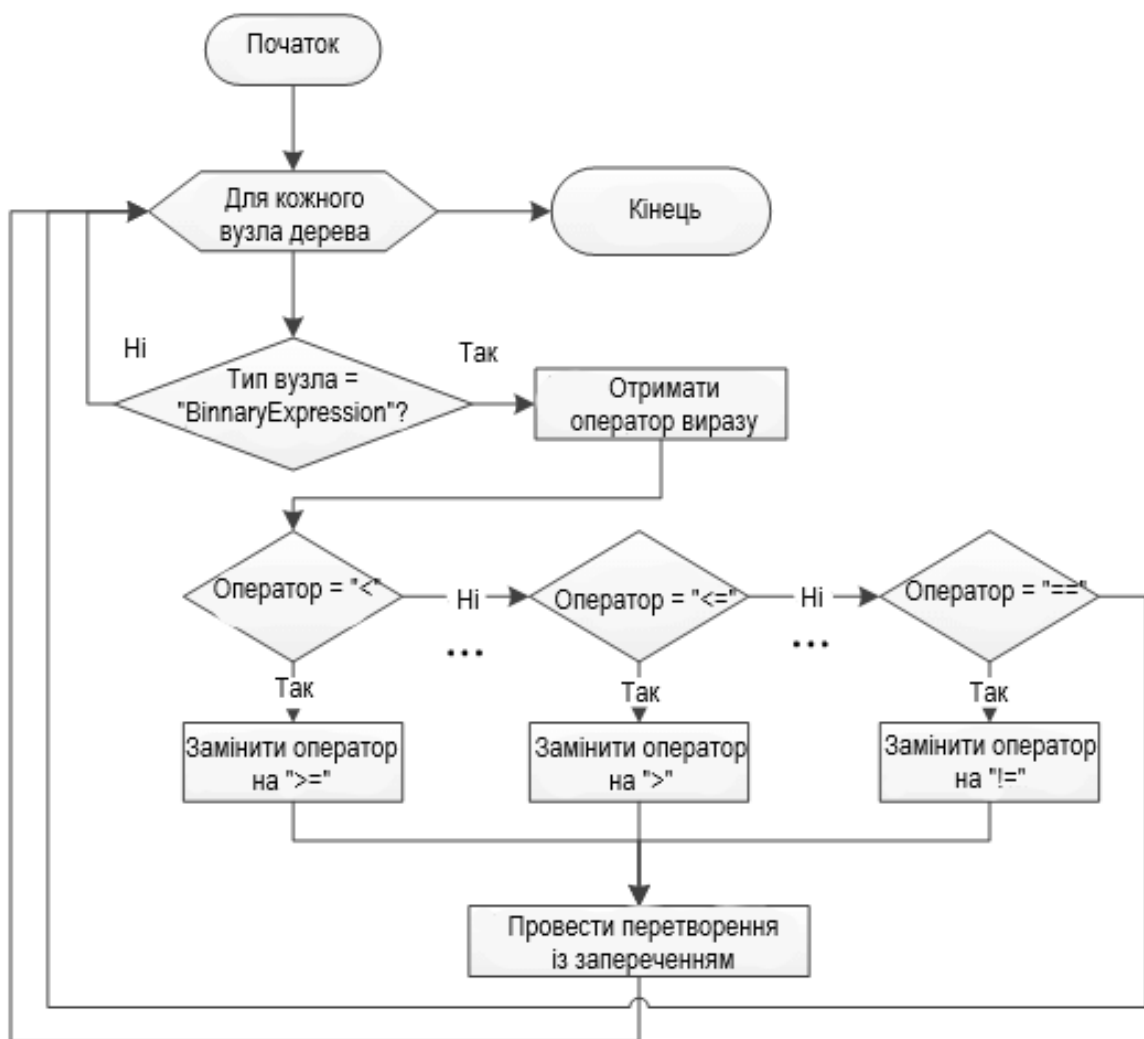 Початок
Для кожного
вузла дерева
Кінець
Ні
Так
Тип вузла =
"BinnaryExpression"?
Отримати
оператор виразу
Оператор = "<"
Ні
Оператор = "<="
Ні
Оператор = "=="
...
...
Так
Так
Так
Замінити оператор
на ">="
Замінити оператор
на ">"
Замінити оператор
на "!="
Провести перетворення
із запереченням